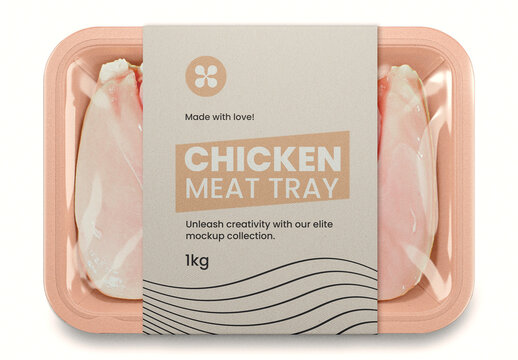 Made with love!
CHICKEN
MEAT TRAY
Unleash creativity with our elite
mockup collection.
1kg